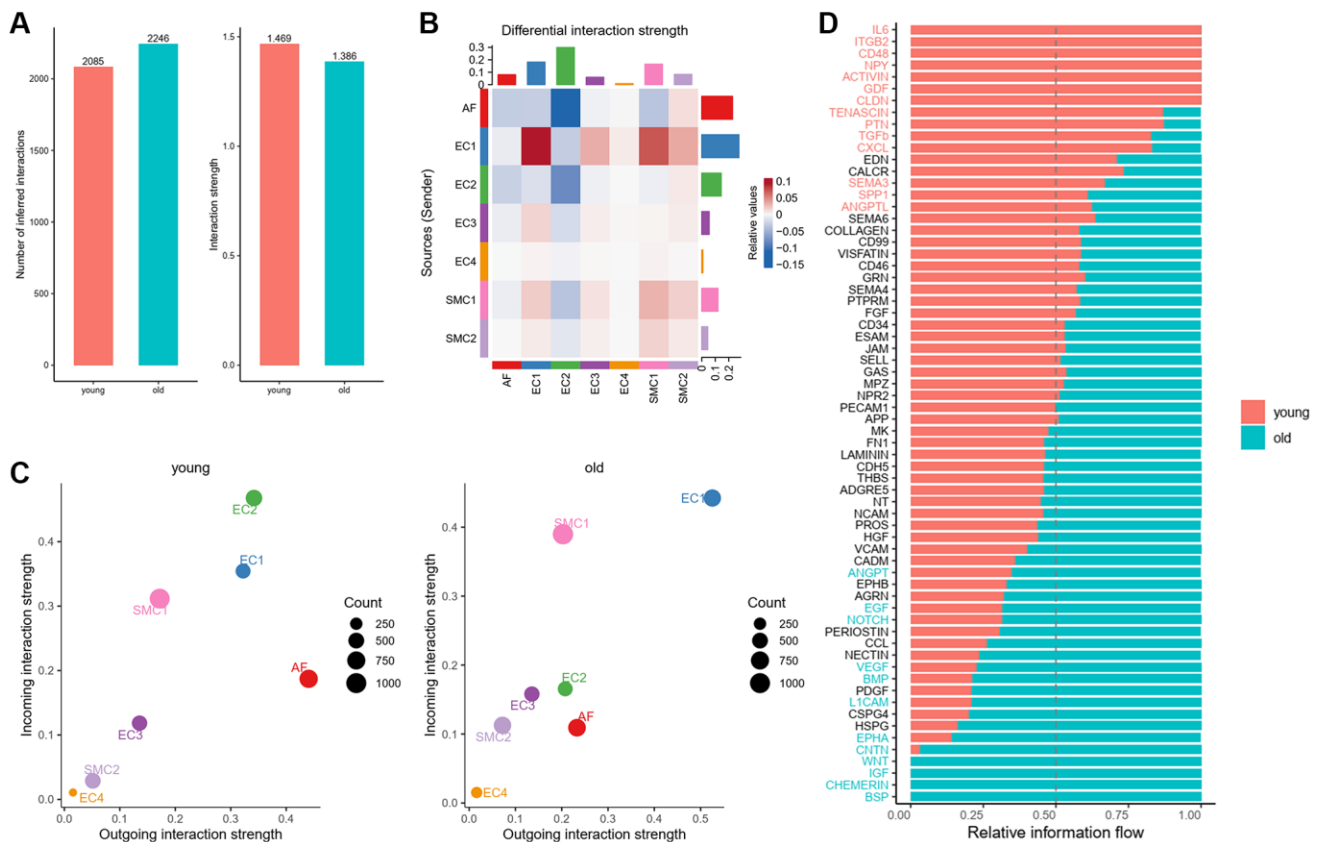 A
2085
2246
2000
1500
1000
500
0
Number of inferred interactions
young
old
1.469
1.386
1.5
1.0
0.5
0.0
Interaction strength
young
old
B
Differential interaction strength
0.3
0.2
0.1
0
AF
EC1
EC2
EC3
EC4
SMC1
SMC2
Sources (Sender)
AF
EC1
EC2
EC3
EC4
SMC1
SMC2
0
0.1
0.2
0.1
0.05
0
−0.05
−0.1
−0.15
Relative values
C
young
EC2
EC1
SMC1
AF
EC3
SMC2
EC4
0.4
0.3
0.2
0.1
0.0
0.0
0.1
0.2
0.3
0.4
Incoming interaction strength
Outgoing interaction strength
Count
250
500
750
1000
old
EC1
SMC1
EC2
EC3
AF
SMC2
EC4
0.4
0.3
0.2
0.1
0.0
0.0
0.1
0.2
0.3
0.4
0.5
Incoming interaction strength
Outgoing interaction strength
Count
250
500
750
1000
D
IL6
ITGB2
CD48
NPY
ACTIVIN
GDF
CLDN
TENASCIN
PTN
TGFb
CXCL
EDN
CALCR
SEMA3
SPP1
ANGPTL
SEMA6
COLLAGEN
CD99
VISFATIN
CD46
GRN
SEMA4
PTPRM
FGF
CD34
ESAM
JAM
SELL
GAS
MPZ
NPR2
PECAM1
APP
MK
FN1
LAMININ
CDH5
THBS
ADGRE5
NT
NCAM
PROS
HGF
VCAM
CADM
ANGPT
EPHB
AGRN
EGF
NOTCH
PERIOSTIN
CCL
NECTIN
VEGF
BMP
PDGF
L1CAM
CSPG4
HSPG
EPHA
CNTN
WNT
IGF
CHEMERIN
BSP
0.00
0.25
0.50
0.75
1.00
Relative information flow
young
old